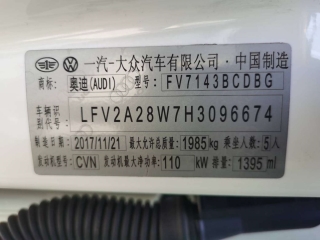 一汽-大众汽车有限公司·中国制造
商标: 奥迪(AUDI) 型号: FV7143BCDBG
车辆识别代号: LFV2A28W7H3096674
制造日期: 2017/11/21 最大允许总质量: 1985kg 乘坐人数: 5人
发动机型号: CVN 发动机最大净功率: 110 kW 排量: 1395 ml